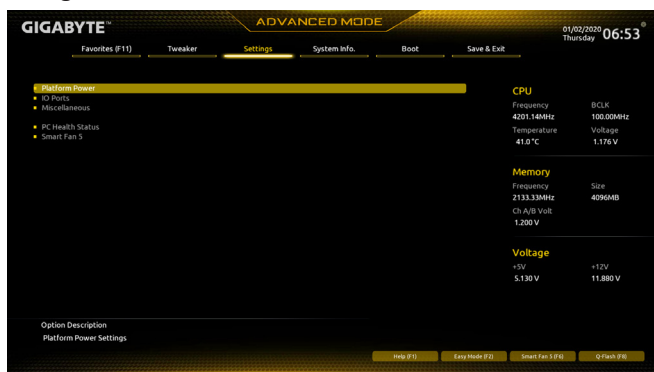 GIGABYTE™
ADVANCED MODE
01/02/2020
Thursday
06:53
Favorites (F11) Tweaker Settings System Info. Boot Save & Exit
Platform Power
IO Ports
Miscellaneous
PC Health Status
Smart Fan 5
CPU
Frequency BCLK
4201.14MHz 100.00MHz
Temperature Voltage
41.0 °C 1.176 V
Memory
Frequency Size
2133.33MHz 4096MB
Ch A/B Volt
1.200 V
Voltage
+5V +12V
5.130 V 11.880 V
Option Description
Platform Power Settings
Help (F1) Easy Mode (F2) Smart Fan 5 (F6) Q-Flash (F8)